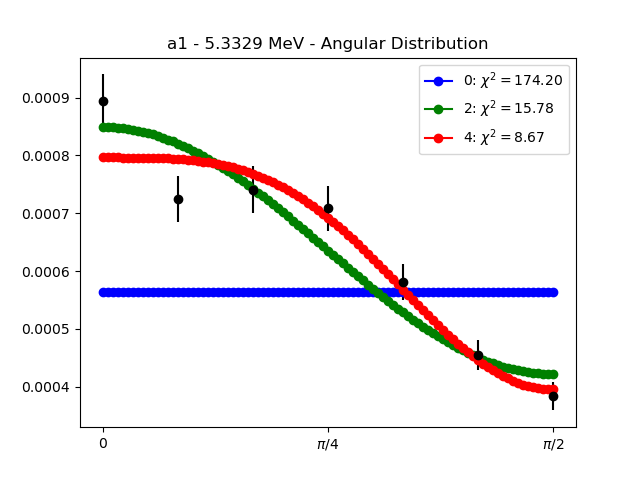 a1 - 5.3329 MeV - Angular Distribution
0: χ² = 174.20
2: χ² = 15.78
4: χ² = 8.67
0.0009
0.0008
0.0007
0.0006
0.0005
0.0004
0
π/4
π/2